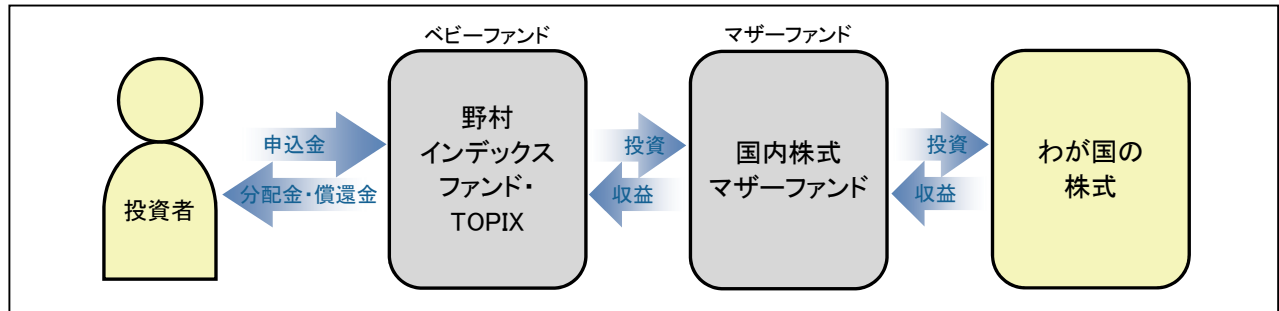 ベビーファンド
マザーファンド
投資者
申込金
分配金・償還金
野村
インデックス
ファンド・
TOPIX
投資
収益
国内株式
マザーファンド
投資
収益
わが国の
株式